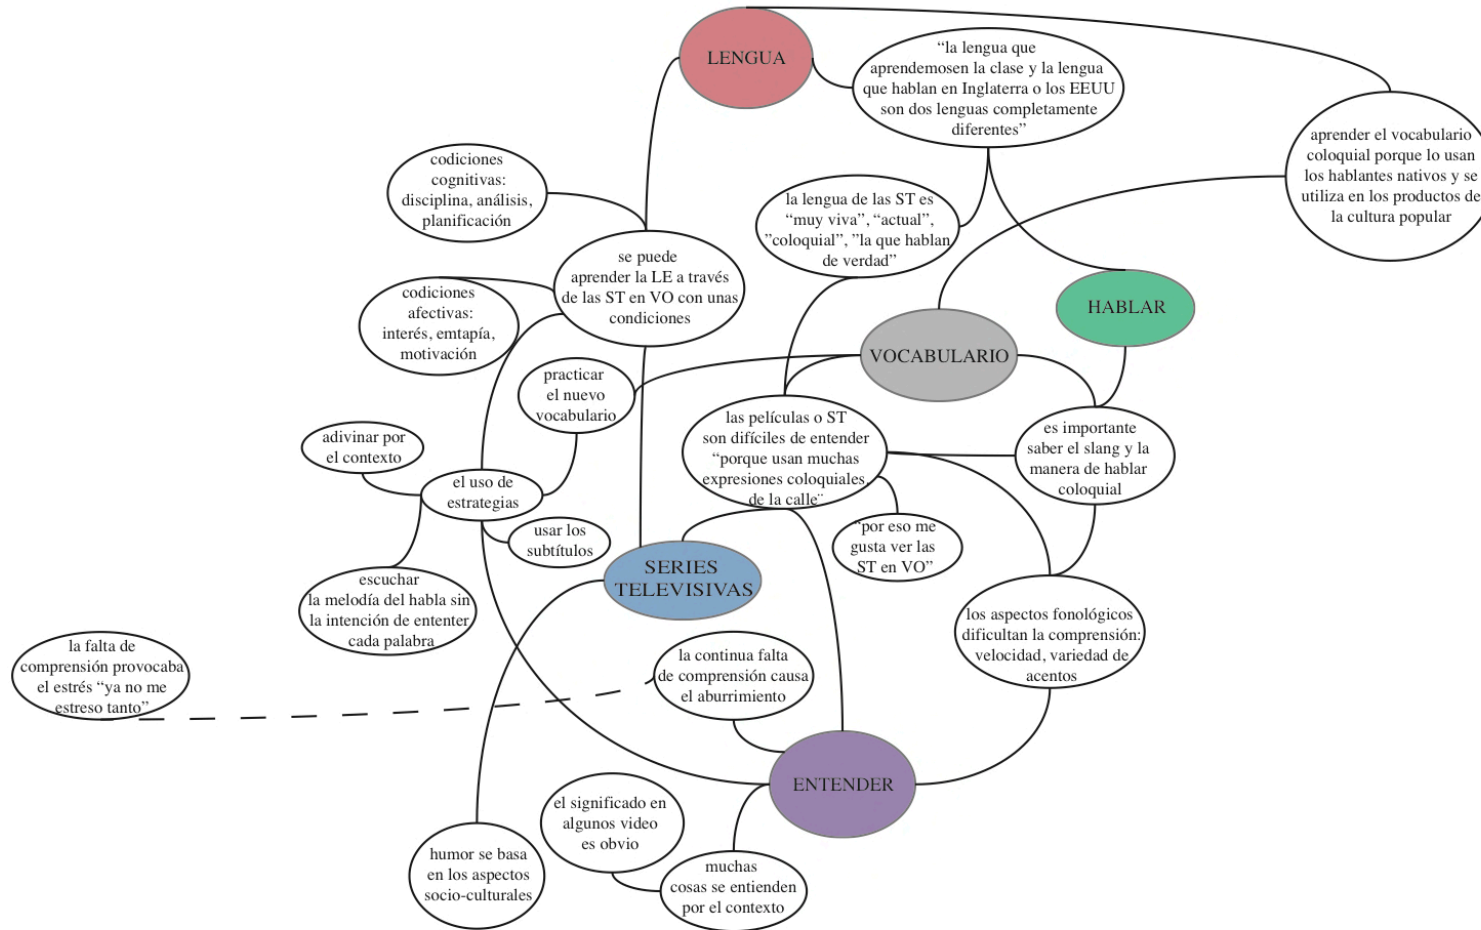 LENGUA
“la lengua que
aprendemosen la clase y la lengua
que hablan en Inglaterra o los EEUU
son dos lenguas completamente
diferentes”
aprender el vocabulario
coloquial porque lo usan
los hablantes nativos y se
utiliza en los productos de
la cultura popular
codiciones
cognitivas:
disciplina, análisis,
planificación
la lengua de las ST es
“muy viva”, “actual”,
”coloquial”, ”la que hablan
de verdad”
se puede
aprender la LE a través
de las ST en VO con unas
condiciones
codiciones
afectivas:
interés, emtapía,
motivación
HABLAR
VOCABULARIO
practicar
el nuevo
vocabulario
las películas o ST
son difíciles de entender
“porque usan muchas
expresiones coloquiales,
de la calle¨
es importante
saber el slang y la
manera de hablar
coloquial
adivinar por
el contexto
el uso de
estrategias
usar los
subtítulos
“por eso me
gusta ver las
ST en VO”
SERIES
TELEVISIVAS
escuchar
la melodía del habla sin
la intención de ententer
cada palabra
los aspectos fonológicos
dificultan la comprensión:
velocidad, variedad de
acentos
la falta de
comprensión provocaba
el estrés “ya no me
estreso tanto”
la continua falta
de comprensión causa
el aburrimiento
ENTENDER
el significado en
algunos video
es obvio
humor se basa
en los aspectos
socio-culturales
muchas
cosas se entienden
por el contexto